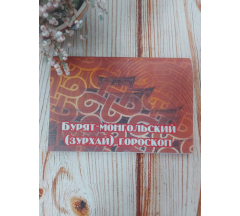 Бурят-монгольский
(зурхай) гороскоп